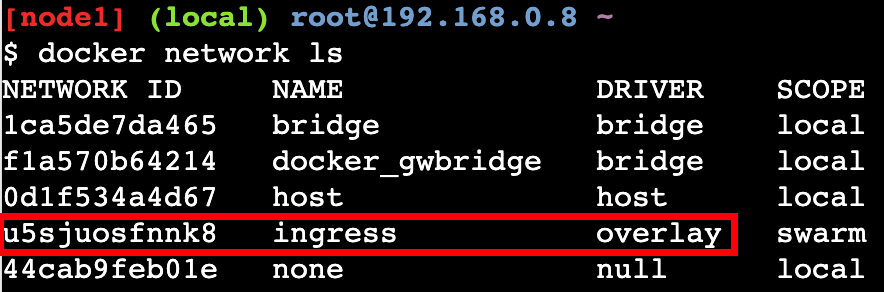 [node1] (local) root@192.168.0.8 ~
$ docker network ls
NETWORK ID NAME DRIVER SCOPE
1ca5de7da465 bridge bridge local
f1a570b64214 docker_gwbridge bridge local
0d1f534a4d67 host host local
u5sjuosfnnk8 ingress overlay swarm
44cab9feb01e none null local